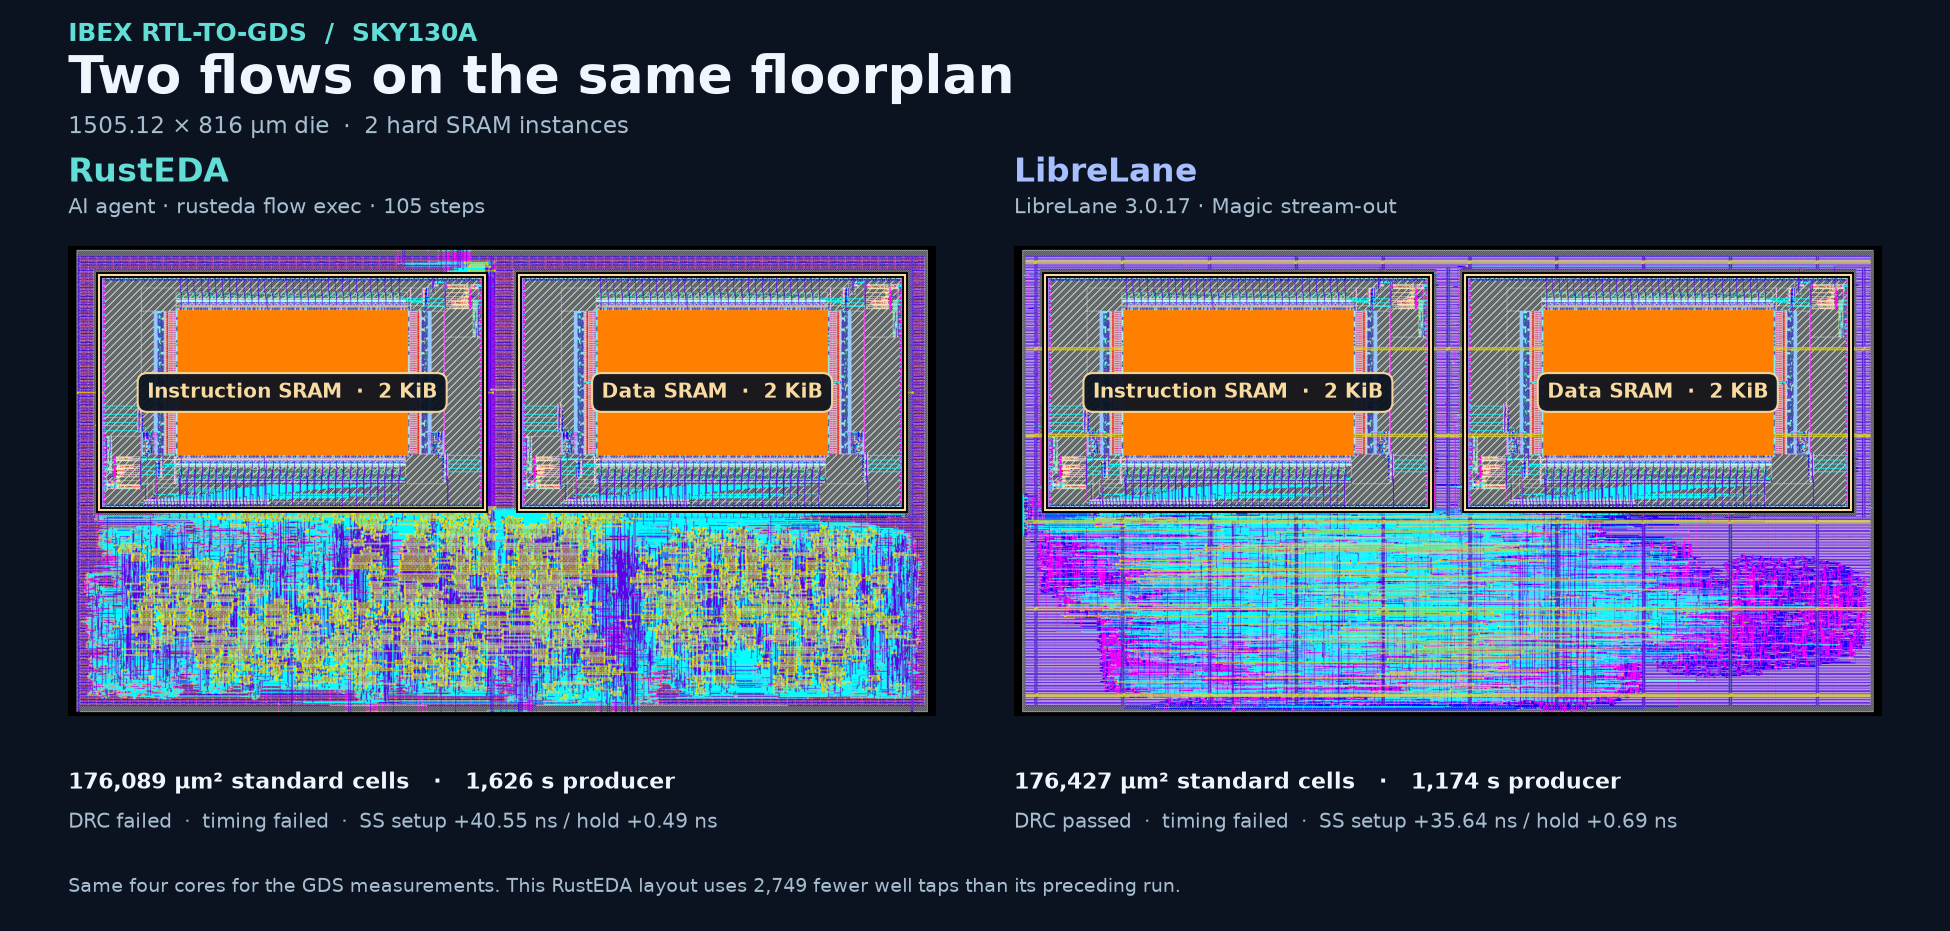 IBEX RTL-TO-GDS / SKY130A
Two flows on the same floorplan
1505.12 × 816 µm die · 2 hard SRAM instances
RustEDA
AI agent · rusteda flow exec · 105 steps
Instruction SRAM · 2 KiB
Data SRAM · 2 KiB
176,089 µm² standard cells · 1,626 s producer
DRC failed · timing failed · SS setup +40.55 ns / hold +0.49 ns
LibreLane
LibreLane 3.0.17 · Magic stream-out
Instruction SRAM · 2 KiB
Data SRAM · 2 KiB
176,427 µm² standard cells · 1,174 s producer
DRC passed · timing failed · SS setup +35.64 ns / hold +0.69 ns
Same four cores for the GDS measurements. This RustEDA layout uses 2,749 fewer well taps than its preceding run.